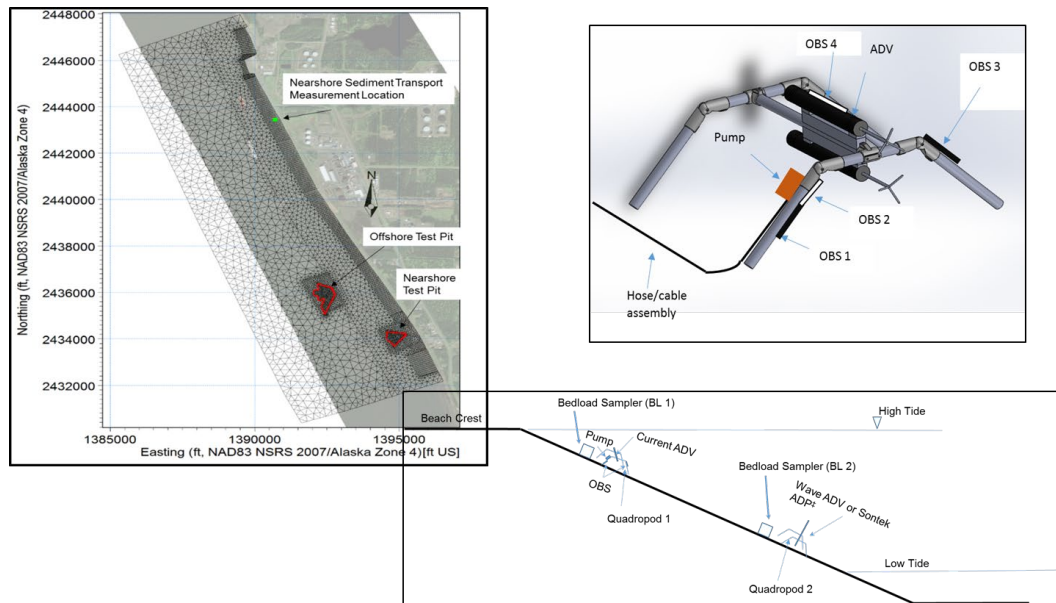 2448000
2446000
2444000
2442000
2440000
2438000
2436000
2434000
2432000
Northing (ft, NAD83 NSRS 2007/Alaska Zone 4)
Nearshore Sediment Transport
Measurement Location
N
Offshore Test Pit
Nearshore
Test Pit
1385000
1390000
1395000
Easting (ft, NAD83 NSRS 2007/Alaska Zone 4)[ft US]
OBS 4
ADV
OBS 3
Pump
OBS 2
OBS 1
Hose/cable
assembly
Bedload Sampler (BL 1)
Beach Crest
High Tide
Pump
Current ADV
OBS
Quadropod 1
Bedload Sampler (BL 2)
Wave ADV or Sontek
ADP‡
Low Tide
Quadropod 2